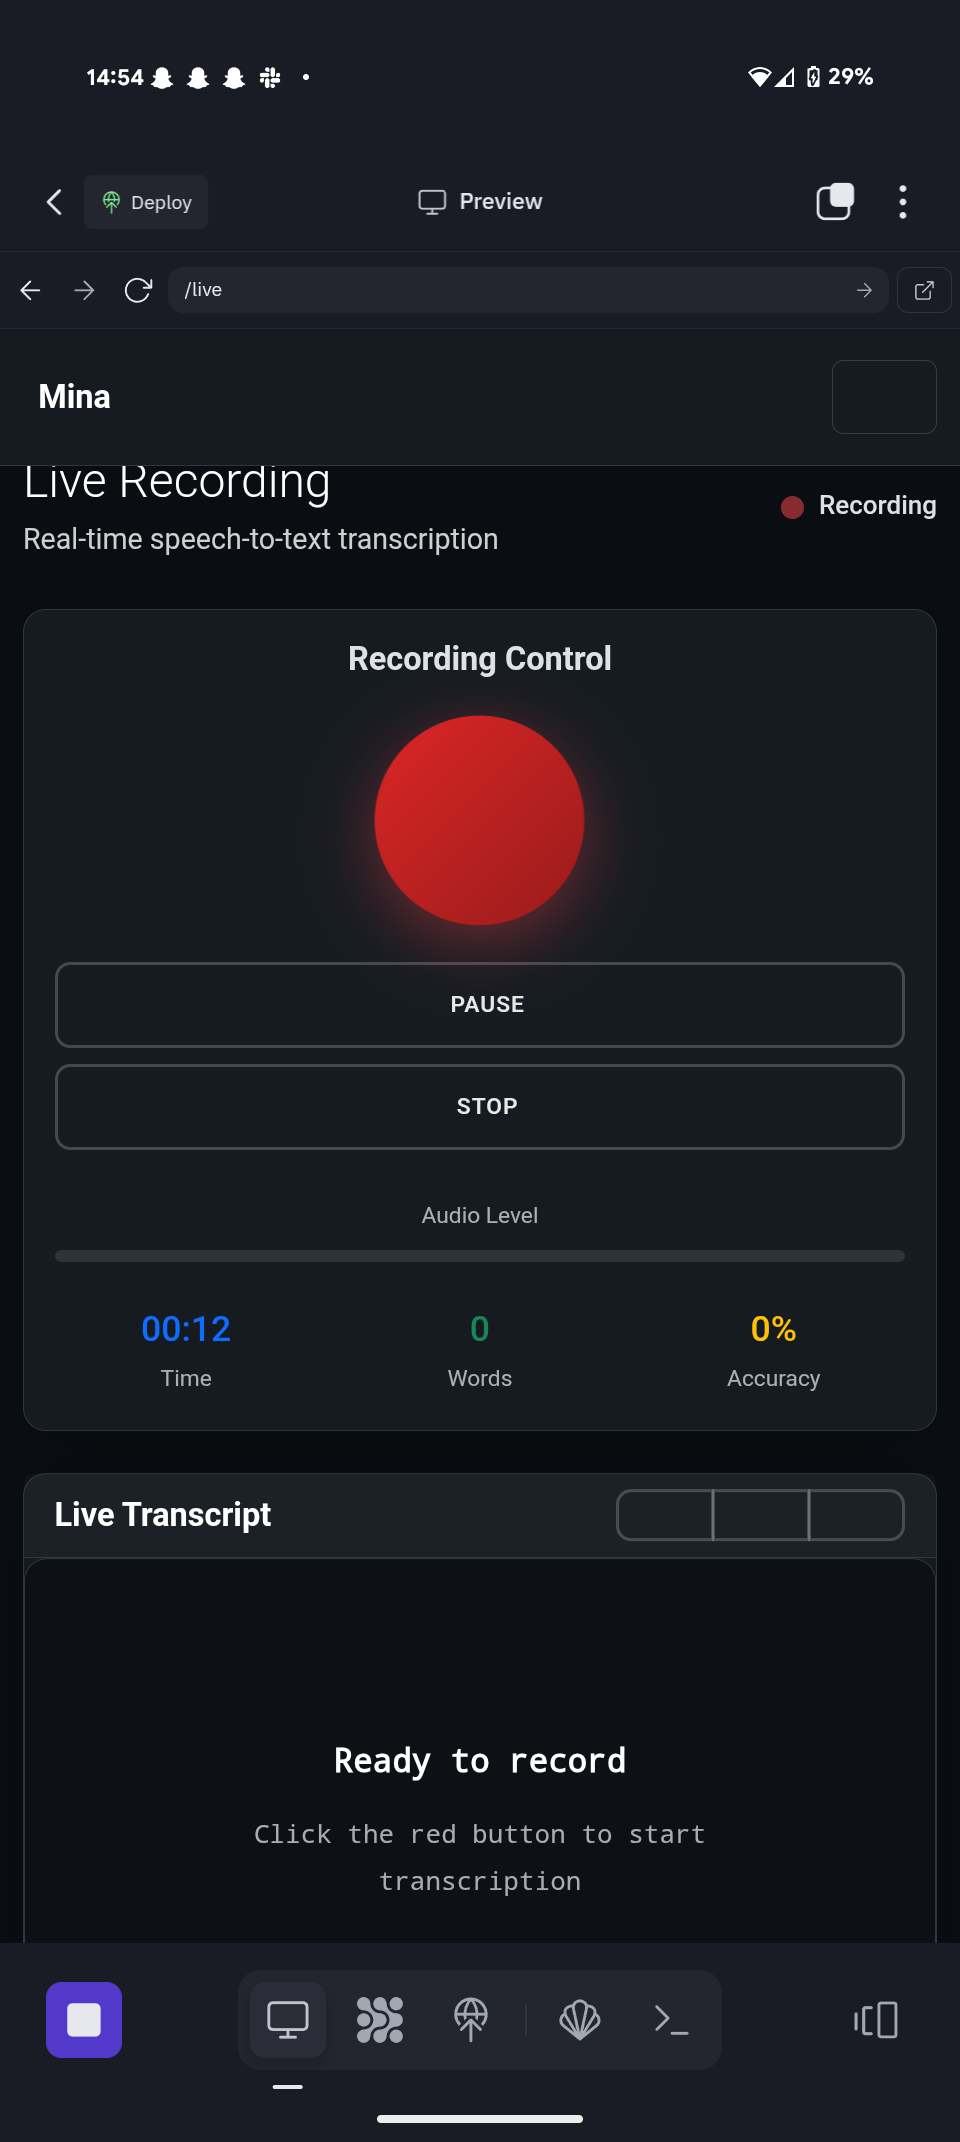 14:54
29%
Deploy
Preview
/live
Mina
Live Recording
Recording
Real-time speech-to-text transcription
Recording Control
PAUSE
STOP
Audio Level
00:12 0 0%
Time Words Accuracy
Live Transcript
Ready to record
Click the red button to start
transcription